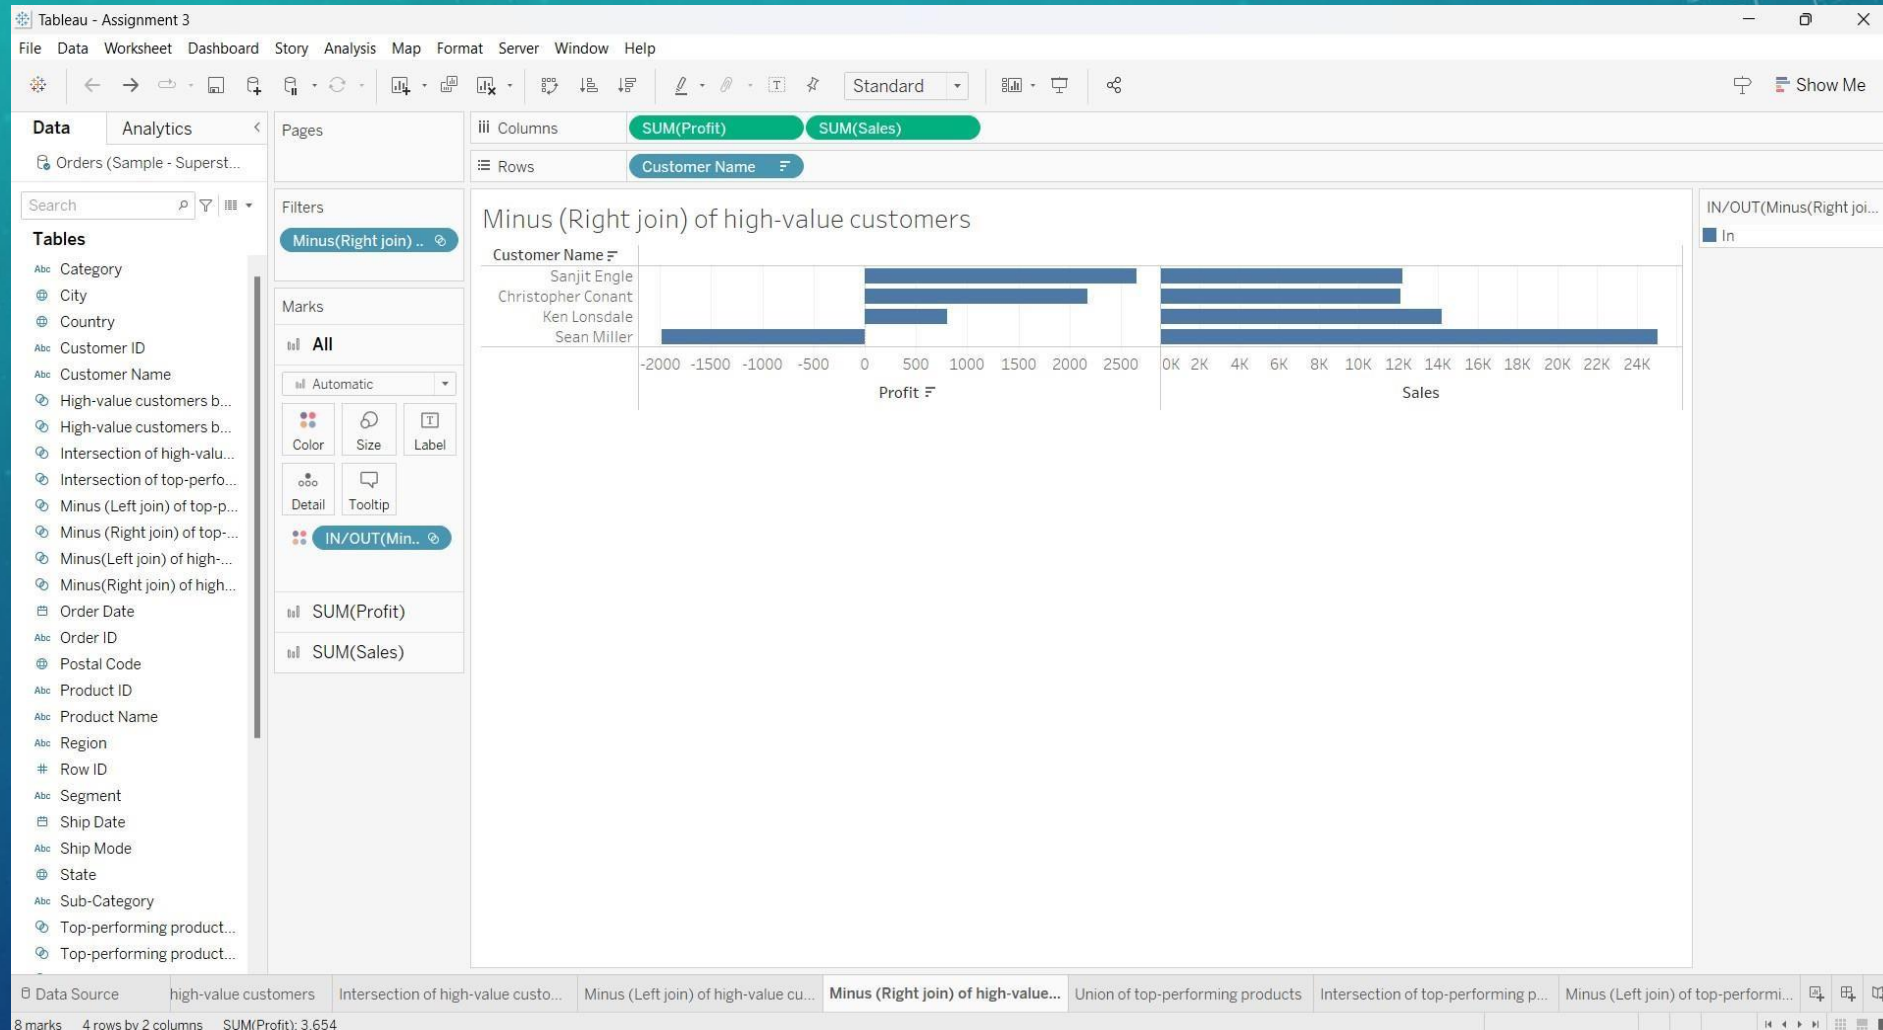 Tableau - Assignment 3
File Data Worksheet Dashboard Story Analysis Map Format Server Window Help
Standard
Show Me
Data Analytics
Orders (Sample - Superst...
Search
Tables
Abc Category
City
Country
Abc Customer ID
Abc Customer Name
High-value customers b...
High-value customers b...
Intersection of high-valu...
Intersection of top-perfo...
Minus (Left join) of top-p...
Minus (Right join) of top-...
Minus(Left join) of high-...
Minus(Right join) of high...
Order Date
Abc Order ID
Postal Code
Abc Product ID
Abc Product Name
Abc Region
# Row ID
Abc Segment
Ship Date
Abc Ship Mode
State
Abc Sub-Category
Top-performing product...
Top-performing product...
Pages
Filters
Minus(Right join) ..
Marks
All
Automatic
Color Size Label
Detail Tooltip
IN/OUT(Min..
SUM(Profit)
SUM(Sales)
Columns SUM(Profit) SUM(Sales)
Rows Customer Name
Minus (Right join) of high-value customers
Customer Name
Sanjit Engle
Christopher Conant
Ken Lonsdale
Sean Miller
-2000 -1500 -1000 -500 0 500 1000 1500 2000 2500 0K 2K 4K 6K 8K 10K 12K 14K 16K 18K 20K 22K 24K
Profit Sales
IN/OUT(Minus(Right joi...
In
Data Source high-value customers Intersection of high-value custo... Minus (Left join) of high-value cu... Minus (Right join) of high-value... Union of top-performing products Intersection of top-performing p... Minus (Left join) of top-performi...
8 marks 4 rows by 2 columns SUM(Profit): 3,654